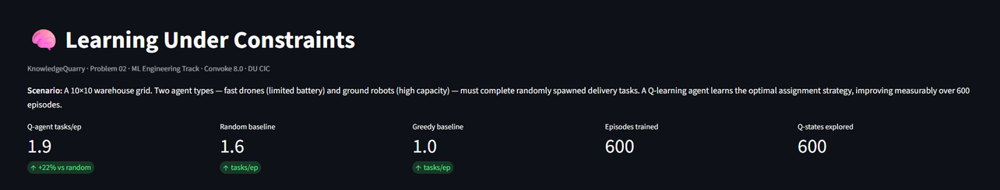 Learning Under Constraints
KnowledgeQuarry · Problem 02 · ML Engineering Track · Convoke 8.0 · DU CIC
Scenario: A 10×10 warehouse grid. Two agent types — fast drones (limited battery) and ground robots (high capacity) — must complete randomly spawned delivery tasks. A Q-learning agent learns the optimal assignment strategy, improving measurably over 600
episodes.
Q-agent tasks/ep Random baseline Greedy baseline Episodes trained Q-states explored
1.9 1.6 1.0 600 600
↑ +22% vs random ↑ tasks/ep ↑ tasks/ep